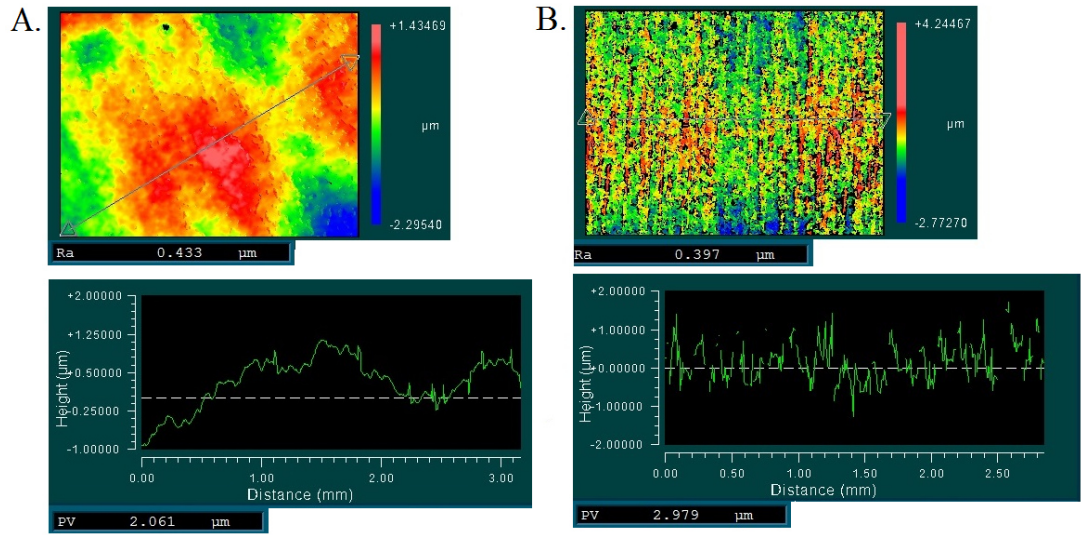 A.
+1.43469
µm
-2.29540
Ra 0.433 µm
+2.00000
+1.25000
+0.50000
-0.25000
-1.00000
Height (µm)
0.00 1.00 2.00 3.00
Distance (mm)
PV 2.061 µm
B.
+4.24467
µm
-2.77270
Ra 0.397 µm
+2.00000
+1.00000
+0.00000
-1.00000
-2.00000
Height (µm)
0.00 0.50 1.00 1.50 2.00 2.50
Distance (mm)
PV 2.979 µm